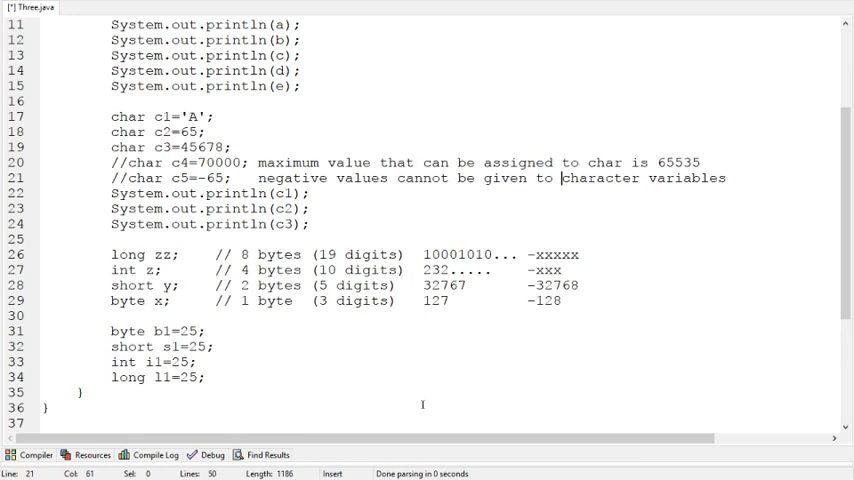 [*] Three.java
11 System.out.println(a);
12 System.out.println(b);
13 System.out.println(c);
14 System.out.println(d);
15 System.out.println(e);
16
17 char c1='A';
18 char c2=65;
19 char c3=45678;
20 //char c4=70000; maximum value that can be assigned to char is 65535
21 //char c5=-65; negative values cannot be given to character variables
22 System.out.println(c1);
23 System.out.println(c2);
24 System.out.println(c3);
25
26 long zz; // 8 bytes (19 digits) 10001010... -xxxxx
27 int z; // 4 bytes (10 digits) 232..... -xxx
28 short y; // 2 bytes (5 digits) 32767 -32768
29 byte x; // 1 byte (3 digits) 127 -128
30
31 byte b1=25;
32 short s1=25;
33 int i1=25;
34 long l1=25;
35 }
36 }
37
Compiler Resources Compile Log Debug Find Results
Line: 21 Col: 61 Sel: 0 Lines: 50 Length: 1186 Insert Done parsing in 0 seconds